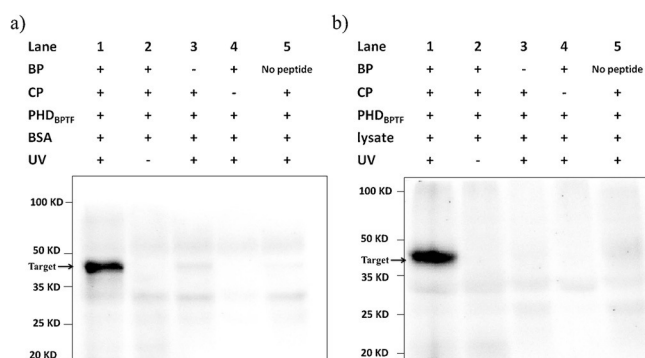 a)
Lane 1 2 3 4 5
BP + + - + No peptide
CP + + + - +
PHD_BPTF + + + + +
BSA + + + + +
UV + - + + +
100 KD
50 KD
Target
35 KD
25 KD
20 KD
b)
Lane 1 2 3 4 5
BP + + - + No peptide
CP + + + - +
PHD_BPTF + + + + +
lysate + + + + +
UV + - + + +
100 KD
50 KD
Target
35 KD
25 KD
20 KD